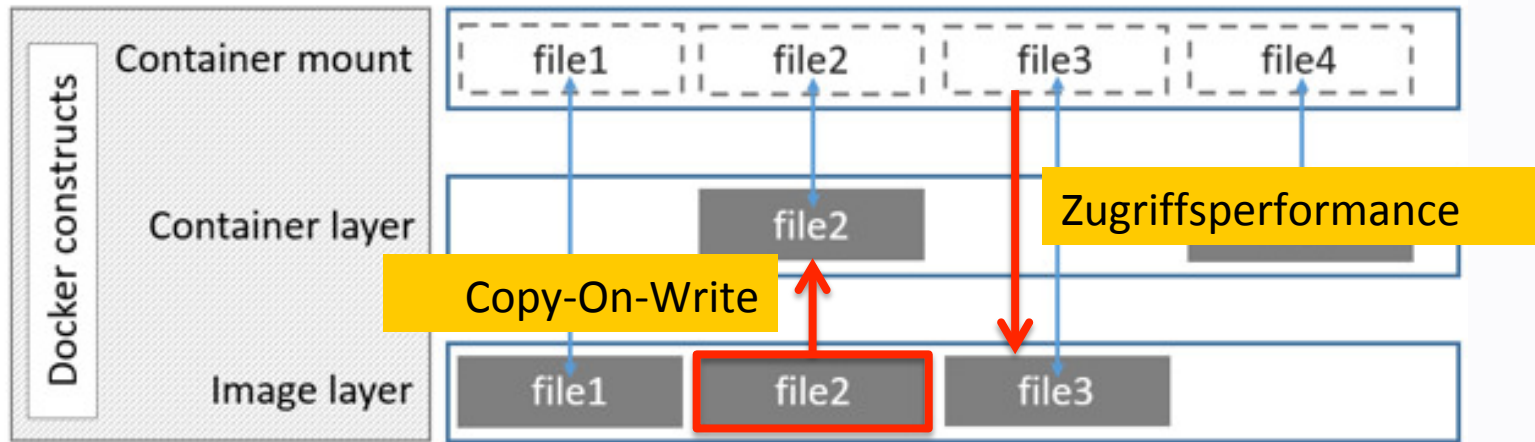 Docker constructs
Container mount
file1
file2
file3
file4
Container layer
file2
Zugriffsperformance
Copy-On-Write
Image layer
file1
file2
file3